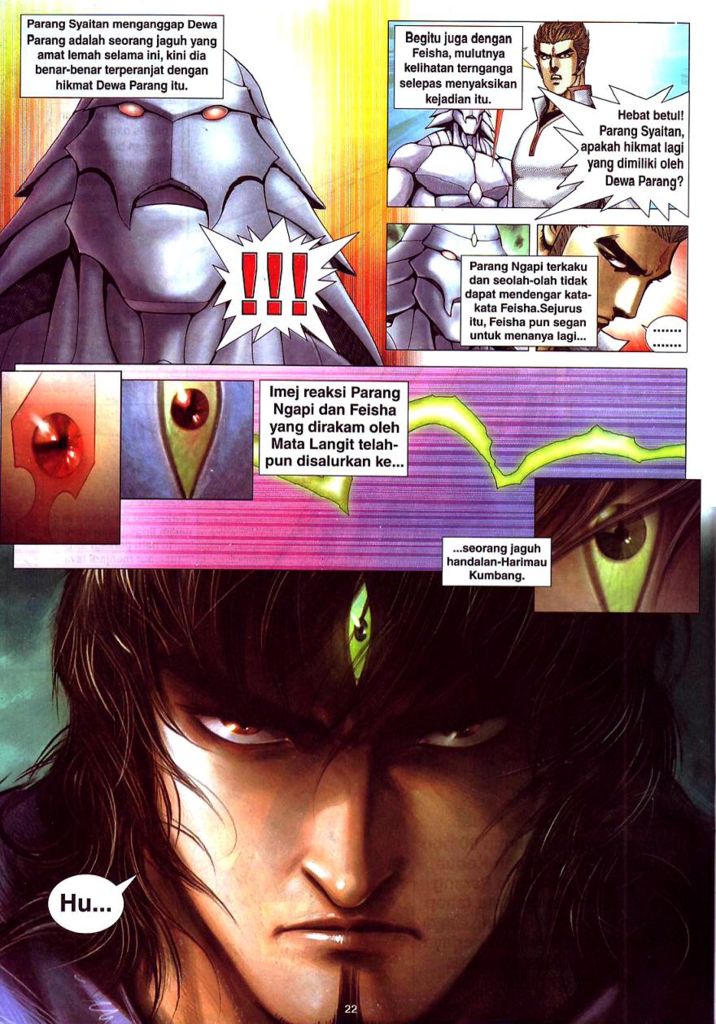 Parang Syaitan menganggap Dewa
Parang adalah seorang jaguh yang
amat lemah selama ini, kini dia
benar-benar terperanjat dengan
hikmat Dewa Parang itu.
!!!
Begitu juga dengan
Feisha, mulutnya
kelihatan ternganga
selepas menyaksikan
kejadian itu.
Hebat betul!
Parang Syaitan,
apakah hikmat lagi
yang dimiliki oleh
Dewa Parang?
Parang Ngapi terkaku
dan seolah-olah tidak
dapat mendengar kata-
kata Feisha.Sejurus
itu, Feisha pun segan
untuk menanya lagi...
.......
.......
Imej reaksi Parang
Ngapi dan Feisha
yang dirakam oleh
Mata Langit telah-
pun disalurkan ke...
...seorang jaguh
handalan-Harimau
Kumbang.
Hu...
22